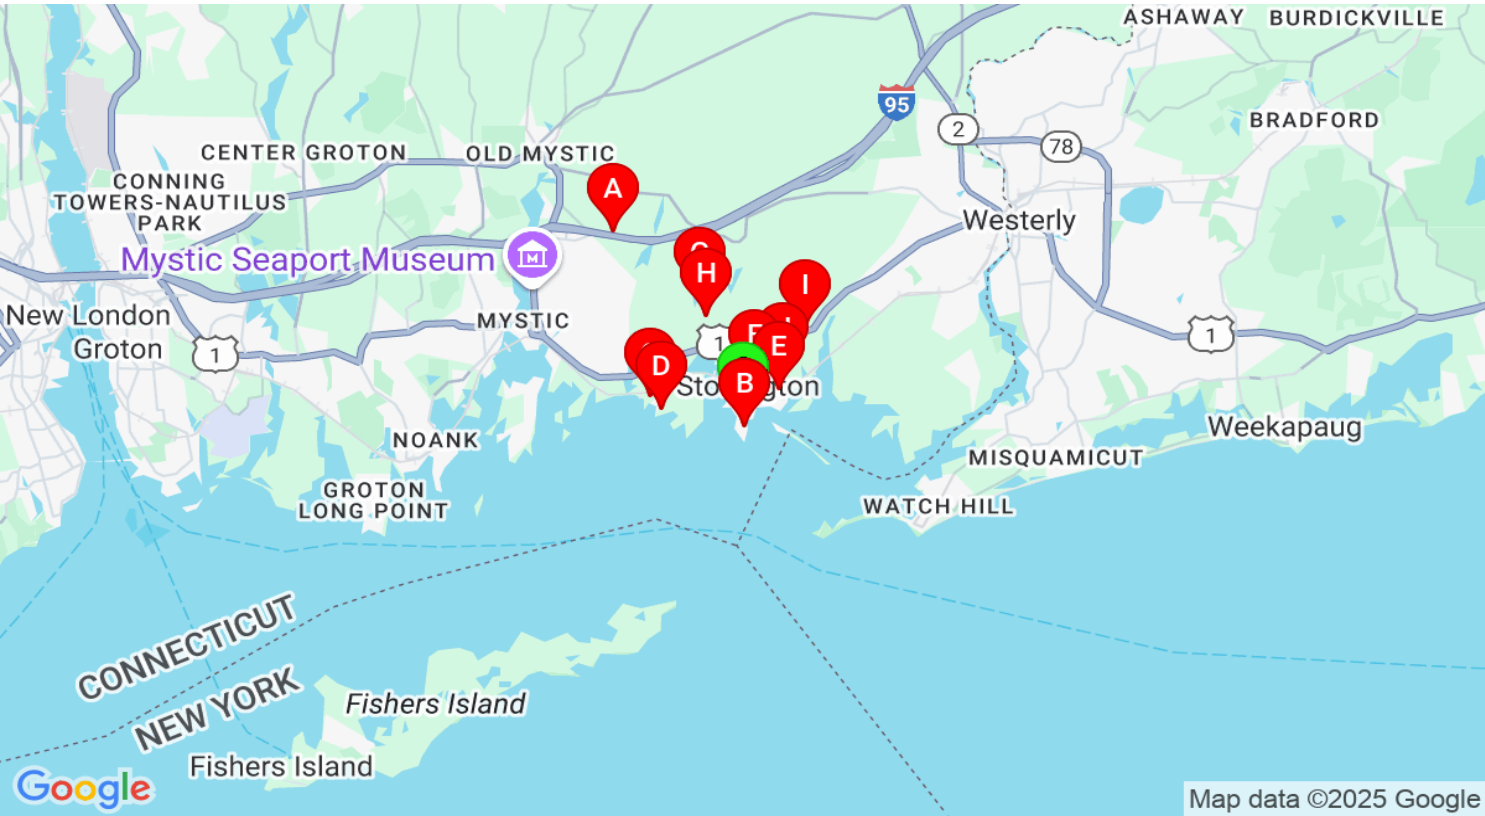 ASHAWAY
BURDICKVILLE
95
2
78
BRADFORD
CENTER GROTON
OLD MYSTIC
CONNING
TOWERS-NAUTILUS
PARK
A
Westerly
Mystic Seaport Museum
M
H
I
New London
Groton
MYSTIC
1
1
1
E
D
B
NOANK
Weekapaug
MISQUAMICUT
GROTON
LONG POINT
WATCH HILL
CONNECTICUT
NEW YORK
Fishers Island
Fishers Island
Google
Map data ©2025 Google